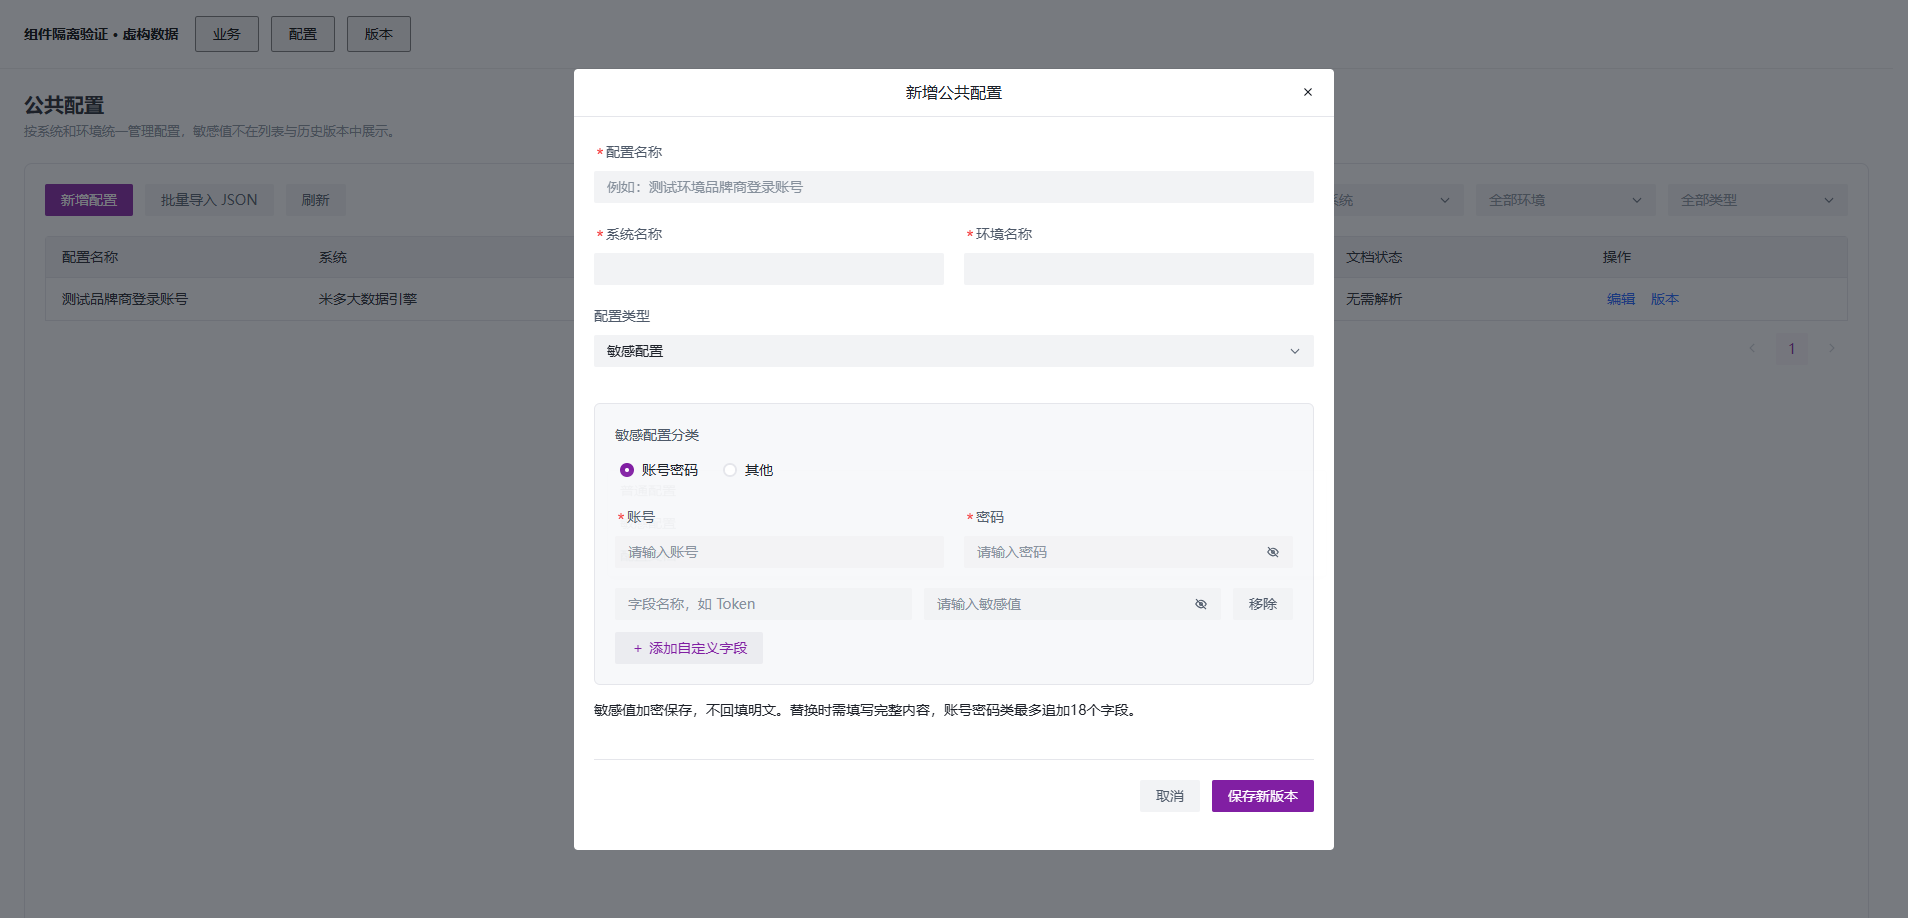 组件隔离验证 • 虚构数据 业务 配置 版本
公共配置
按系统和环境统一管理配置，敏感值不在列表与历史版本中展示。
新增配置 批量导入 JSON 刷新 系统 全部环境 全部类型
配置名称 系统 文档状态 操作
测试品牌商登录账号 米多大数据引擎 无需解析 编辑 版本
1
新增公共配置
*配置名称
例如：测试环境品牌商登录账号
*系统名称 *环境名称
配置类型
敏感配置
敏感配置分类
账号密码 其他
普通配置
*账号 *密码
请输入账号 请输入密码
字段名称，如 Token 请输入敏感值 移除
+ 添加自定义字段
敏感值加密保存，不回填明文。替换时需填写完整内容，账号密码类最多追加18个字段。
取消 保存新版本